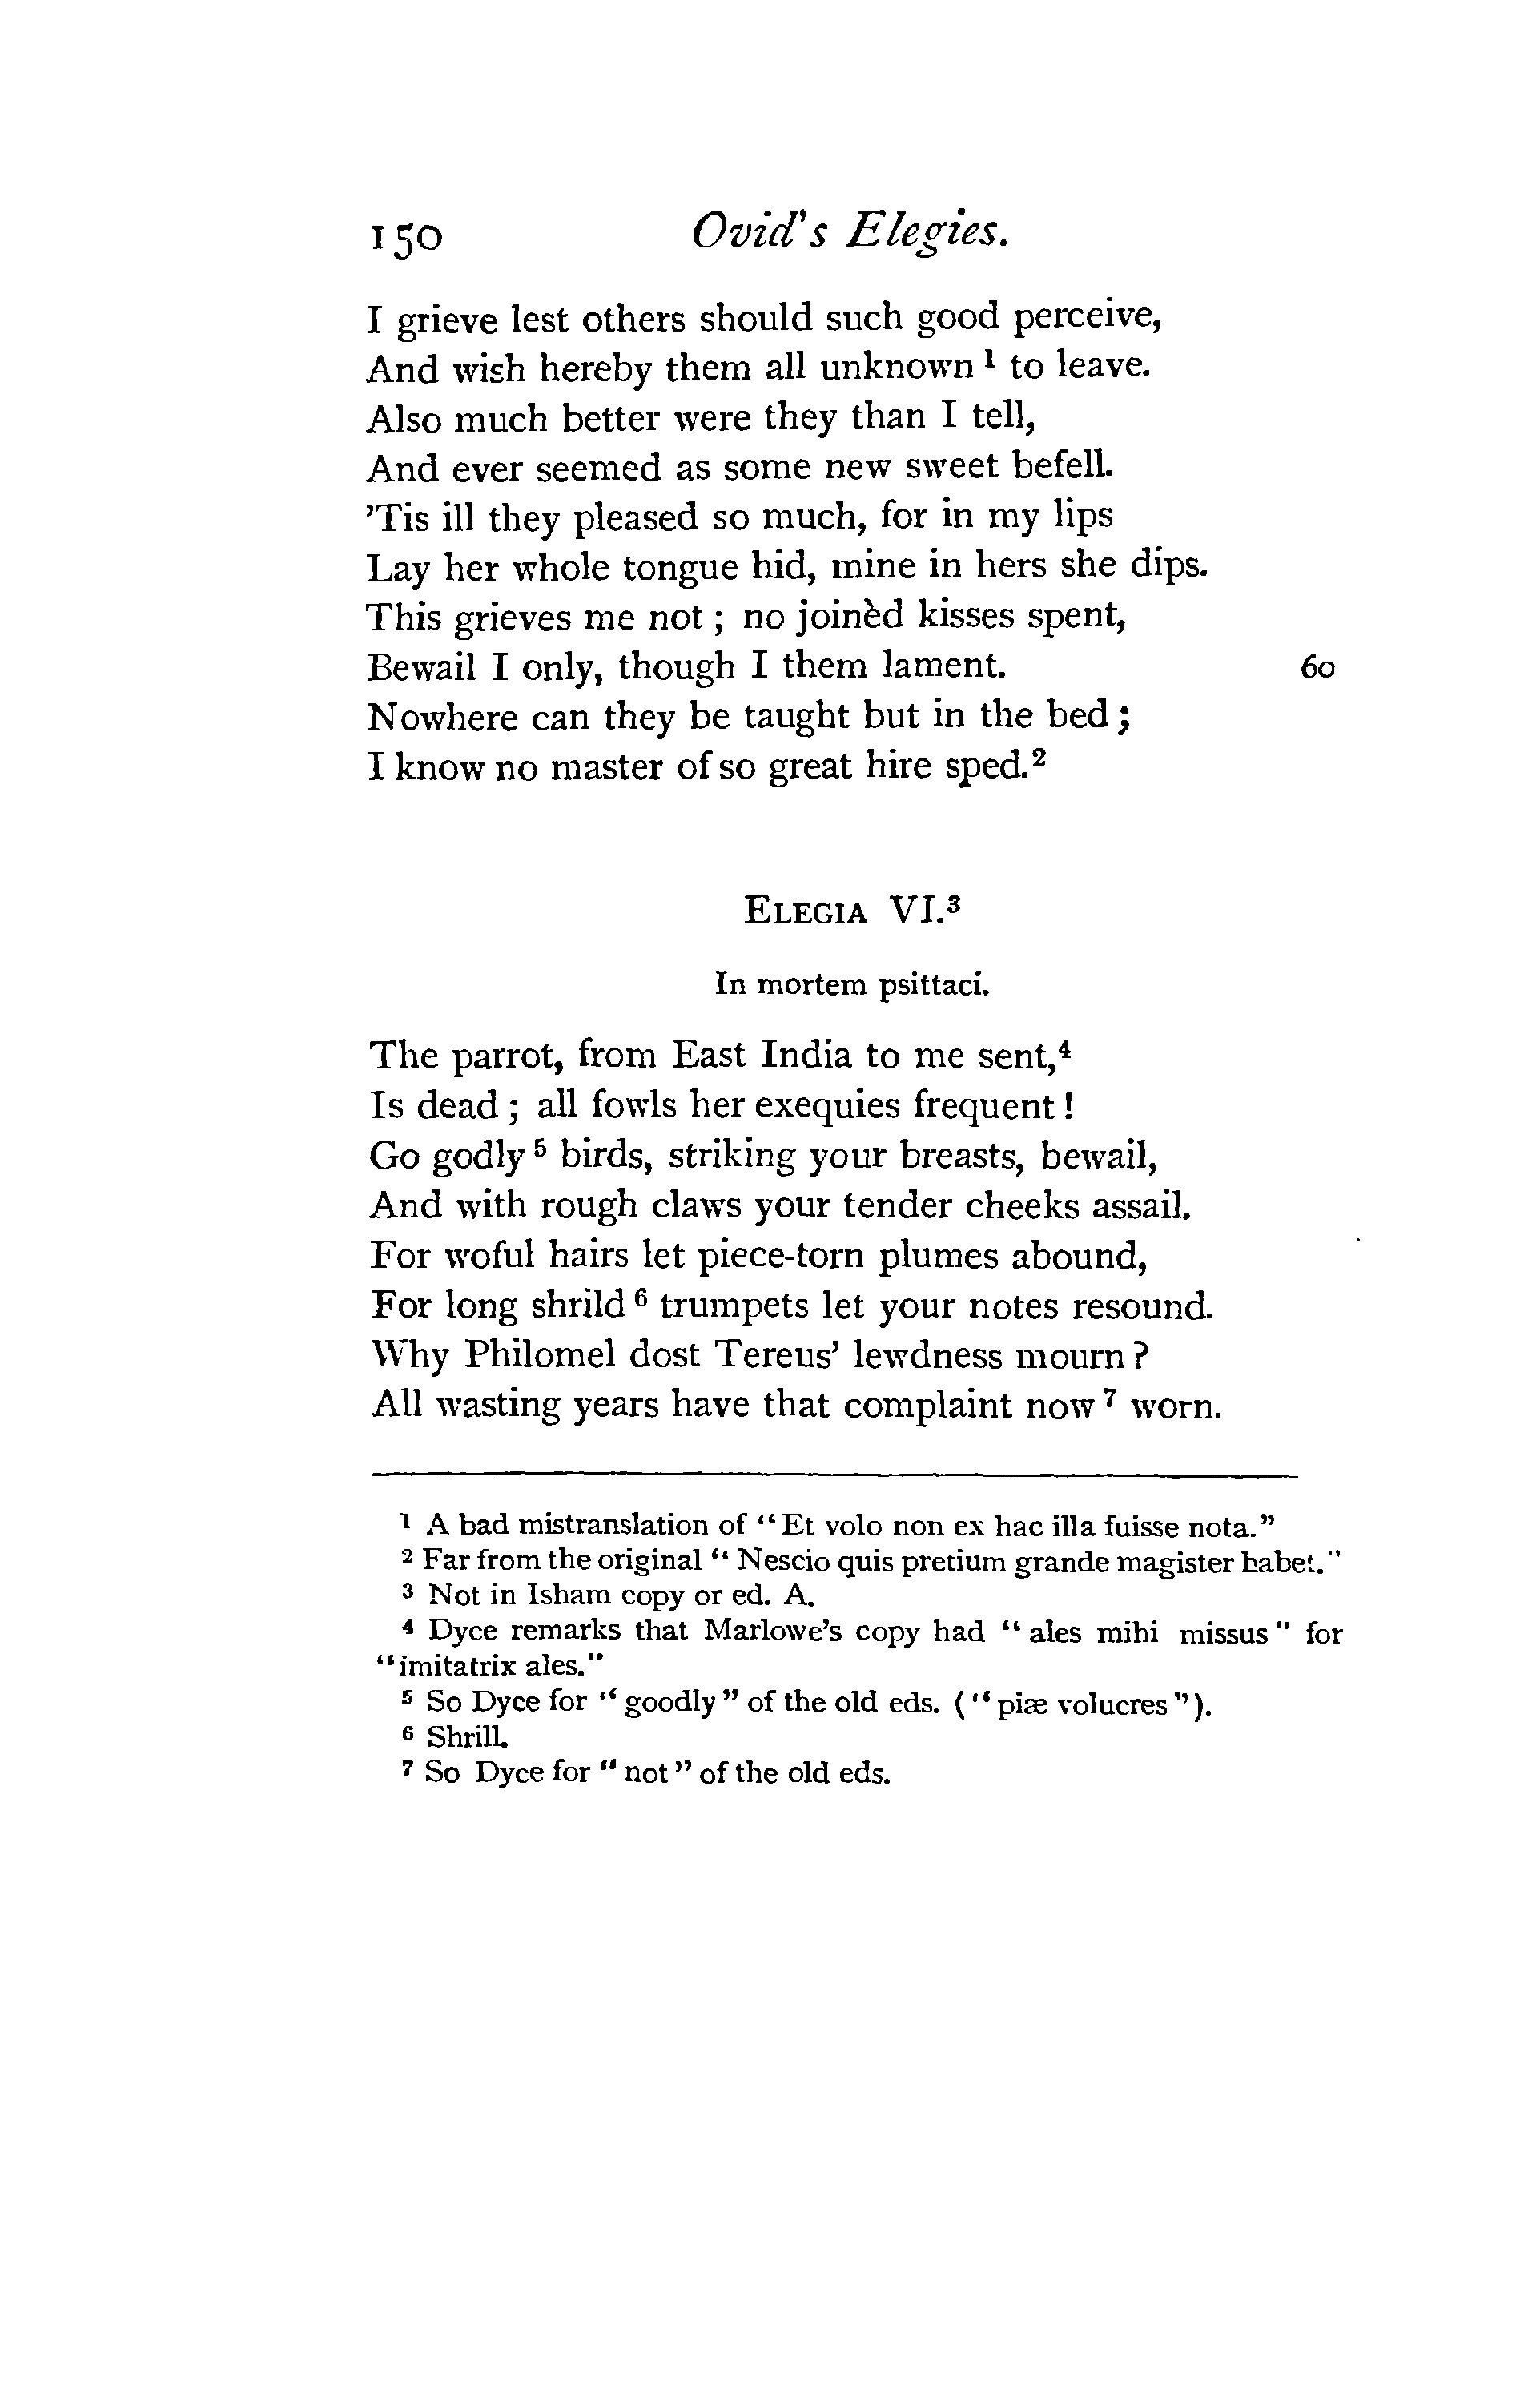 150 Ovid's Elegies.
I grieve lest others should such good perceive,
And wish hereby them all unknown ¹ to leave.
Also much better were they than I tell,
And ever seemed as some new sweet befell.
’Tis ill they pleased so much, for in my lips
Lay her whole tongue hid, mine in hers she dips.
This grieves me not ; no joinèd kisses spent,
Bewail I only, though I them lament. 60
Nowhere can they be taught but in the bed ;
I know no master of so great hire sped.²
ELEGIA VI.³
In mortem psittaci.
The parrot, from East India to me sent,⁴
Is dead ; all fowls her exequies frequent !
Go godly ⁵ birds, striking your breasts, bewail,
And with rough claws your tender cheeks assail.
For woful hairs let piece-torn plumes abound,
For long shrild ⁶ trumpets let your notes resound.
Why Philomel dost Tereus’ lewdness mourn ?
All wasting years have that complaint now ⁷ worn.
¹ A bad mistranslation of “Et volo non ex hac illa fuisse nota.”
² Far from the original “Nescio quis pretium grande magister habet.”
³ Not in Isham copy or ed. A.
⁴ Dyce remarks that Marlowe’s copy had “ales mihi missus” for
“imitatrix ales.”
⁵ So Dyce for “goodly” of the old eds. (“piæ volucres”).
⁶ Shrill.
⁷ So Dyce for “not” of the old eds.